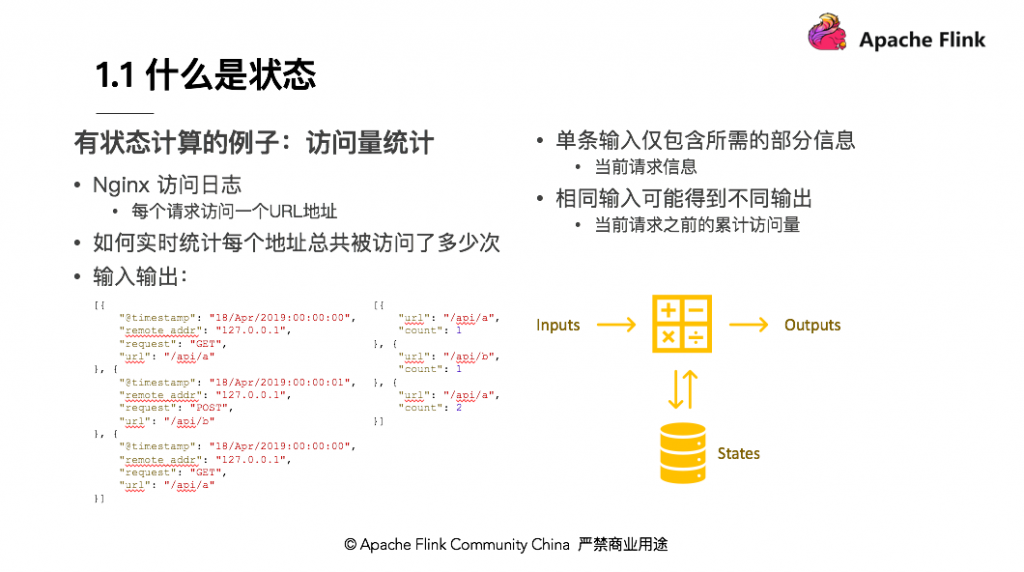 Apache Flink
1.1 什么是状态
有状态计算的例子：访问量统计
• Nginx 访问日志
• 每个请求访问一个URL地址
• 如何实时统计每个地址总共被访问了多少次
• 输入输出：
[{
"@timestamp": "18/Apr/2019:00:00:00",
"remote_addr": "127.0.0.1",
"request": "GET",
"url": "/api/a"
}, {
"@timestamp": "18/Apr/2019:00:00:01",
"remote_addr": "127.0.0.1",
"request": "POST",
"url": "/api/b"
}, {
"@timestamp": "18/Apr/2019:00:00:00",
"remote_addr": "127.0.0.1",
"request": "GET",
"url": "/api/a"
}]
[{
"url": "/api/a",
"count": 1
}, {
"url": "/api/b",
"count": 1
}, {
"url": "/api/a",
"count": 2
}]
• 单条输入仅包含所需的部分信息
• 当前请求信息
• 相同输入可能得到不同输出
• 当前请求之前的累计访问量
Inputs
Outputs
States
© Apache Flink Community China 严禁商业用途